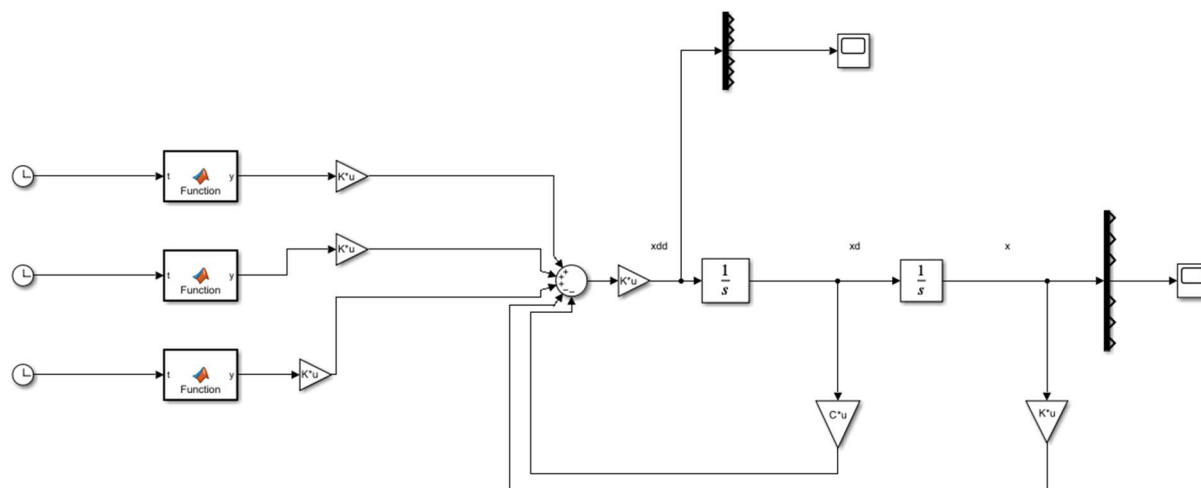 t
y
Function
K*u
t
y
Function
K*u
t
y
Function
K*u
+
+
+
−
−
K*u
xdd
1
s
xd
1
s
x
C*u
K*u